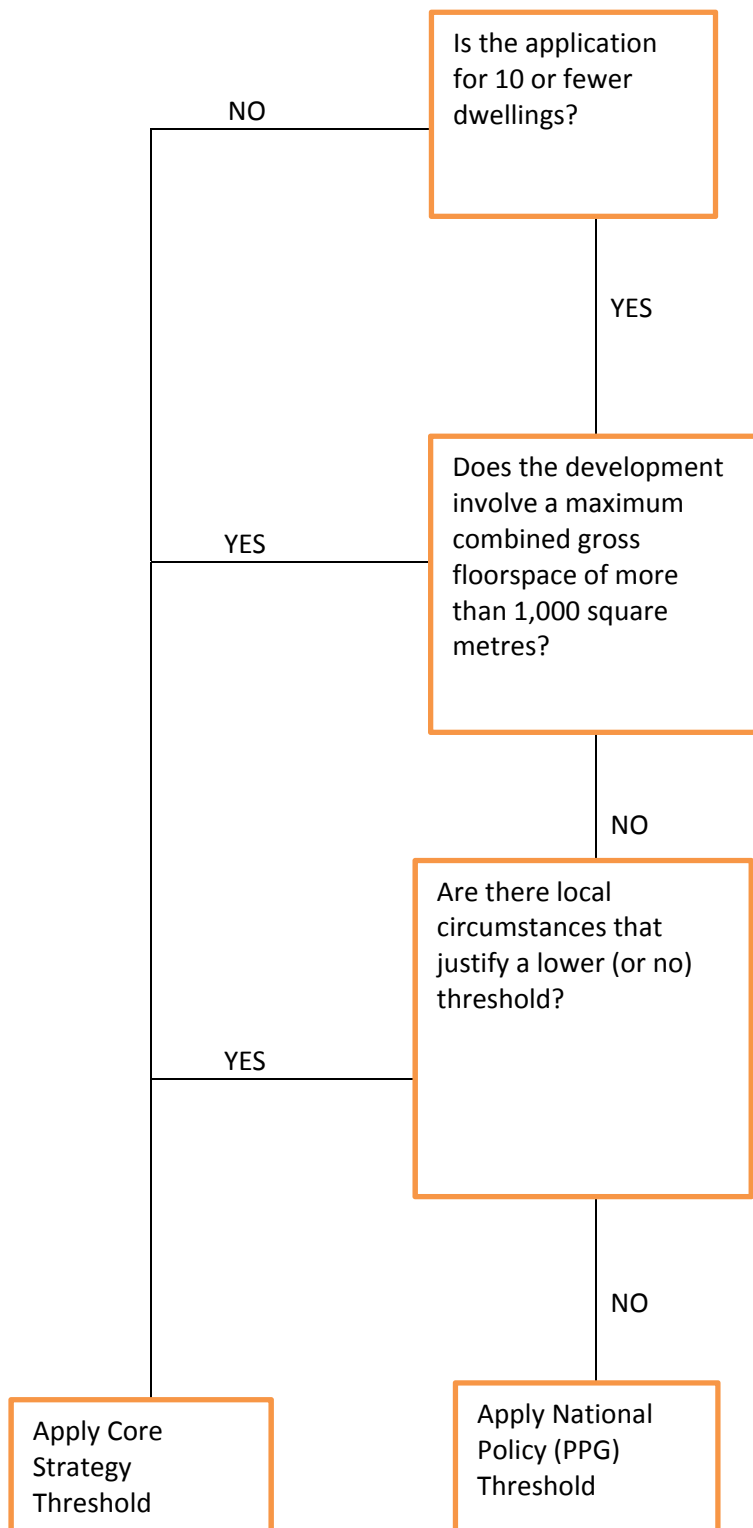 Is the application
for 10 or fewer
dwellings?
NO
YES
Does the development
involve a maximum
combined gross
floorspace of more
than 1,000 square
metres?
YES
NO
Are there local
circumstances that
justify a lower (or no)
threshold?
YES
NO
Apply Core
Strategy
Threshold
Apply National
Policy (PPG)
Threshold